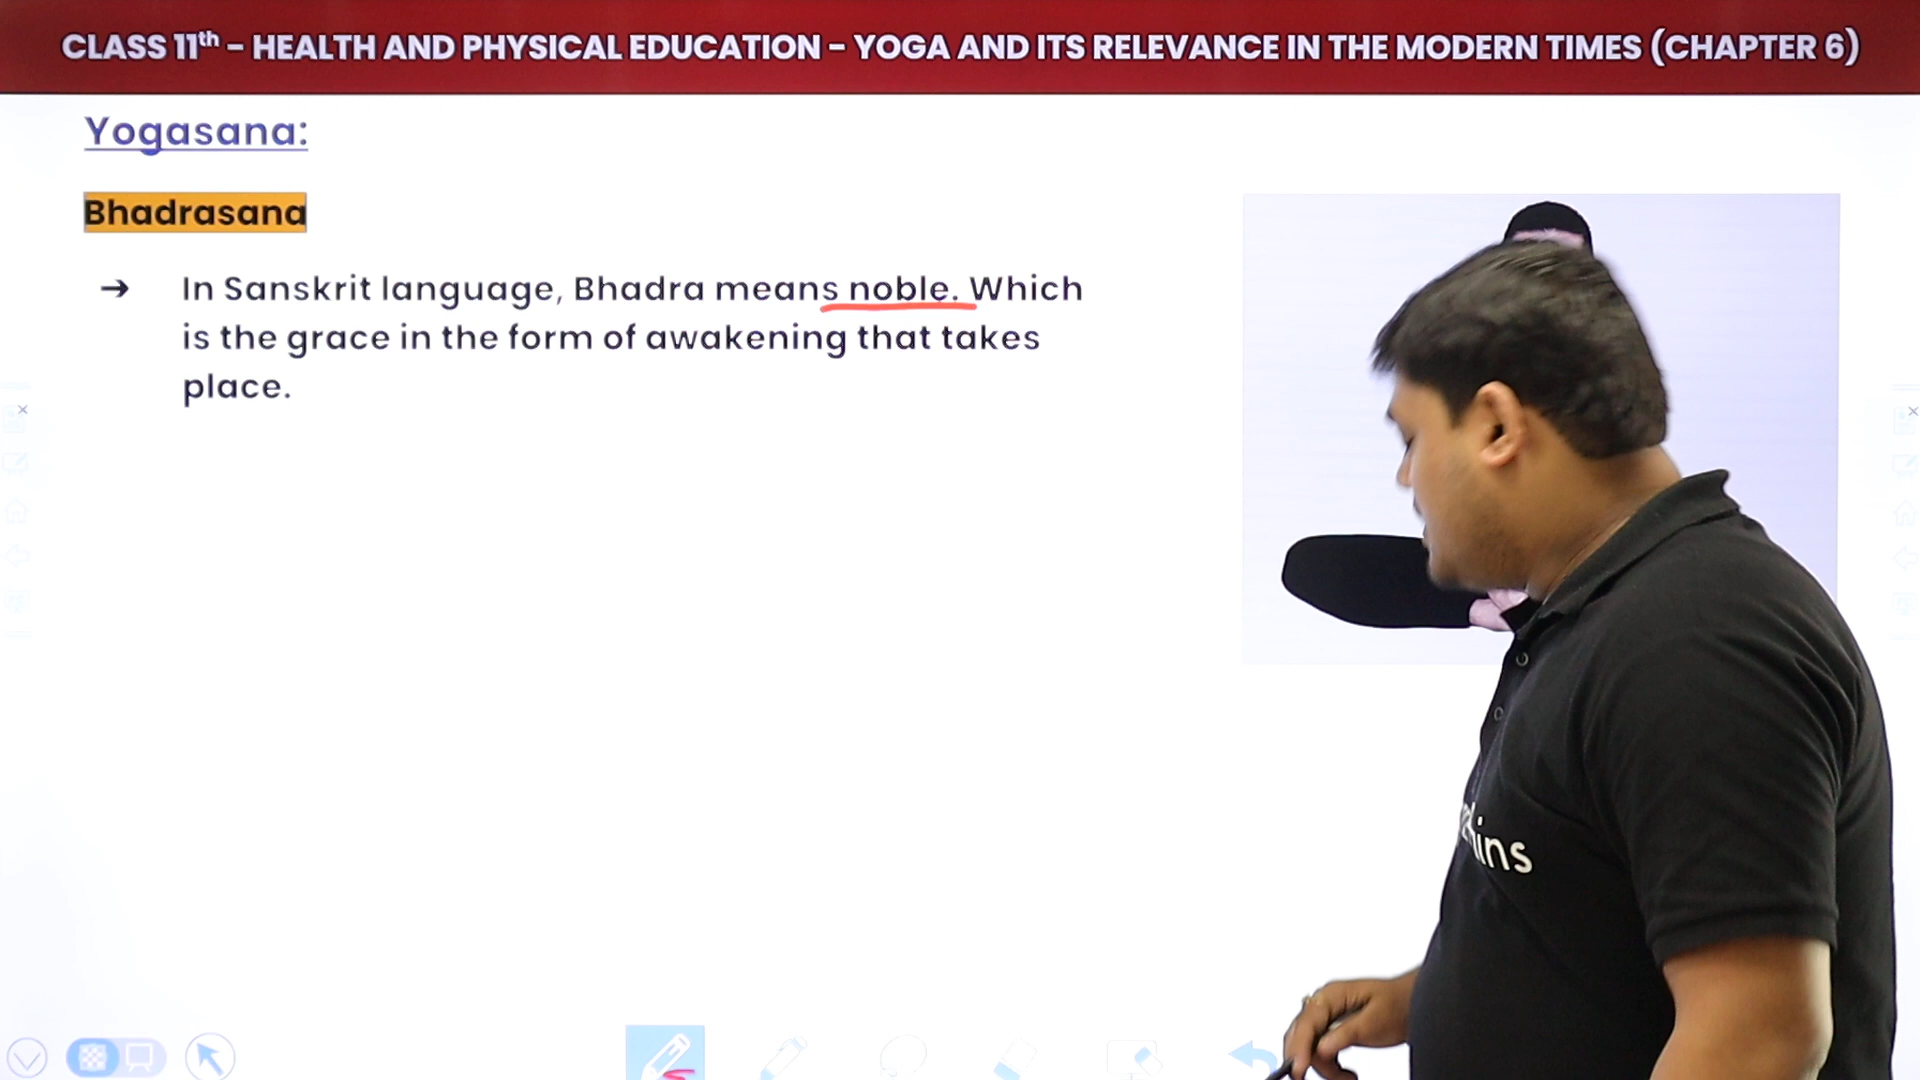 CLASS 11th - HEALTH AND PHYSICAL EDUCATION - YOGA AND ITS RELEVANCE IN THE MODERN TIMES (CHAPTER 6)
Yogasana:
Bhadrasana
➔ In Sanskrit language, Bhadra means noble. Which
is the grace in the form of awakening that takes
place.